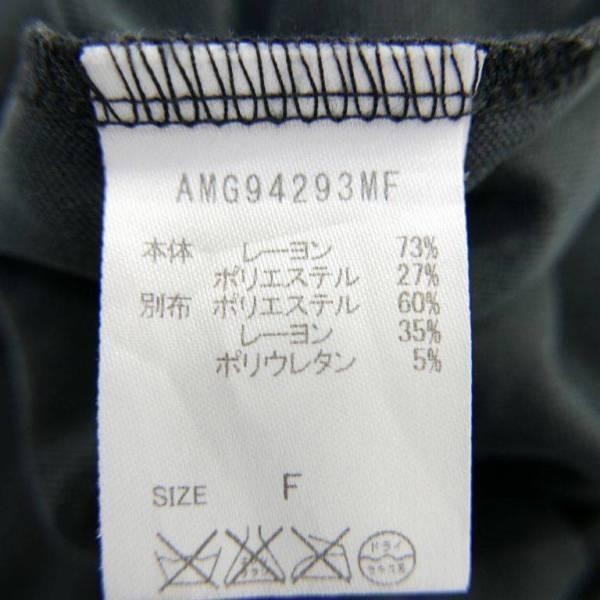 AMG94293MF
本体 レーヨン 73%
ポリエステル 27%
別布 ポリエステル 60%
レーヨン 35%
ポリウレタン 5%
SIZE F
ドライ